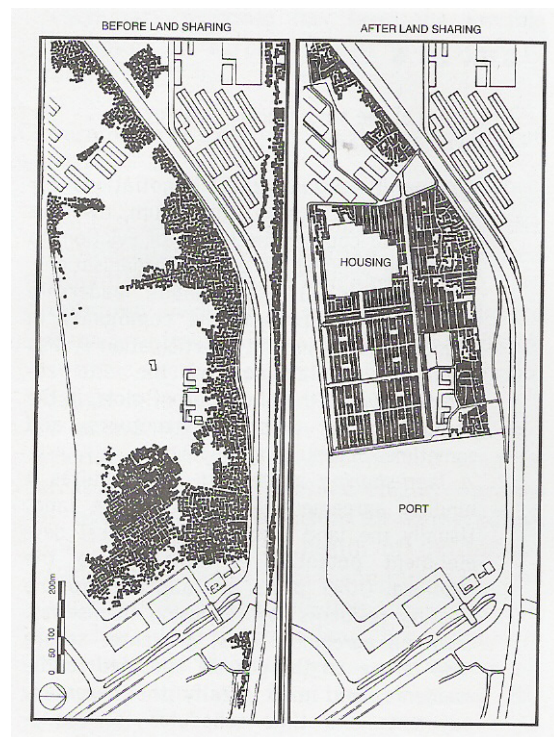 BEFORE LAND SHARING
AFTER LAND SHARING
HOUSING
PORT
0 50 100 200m